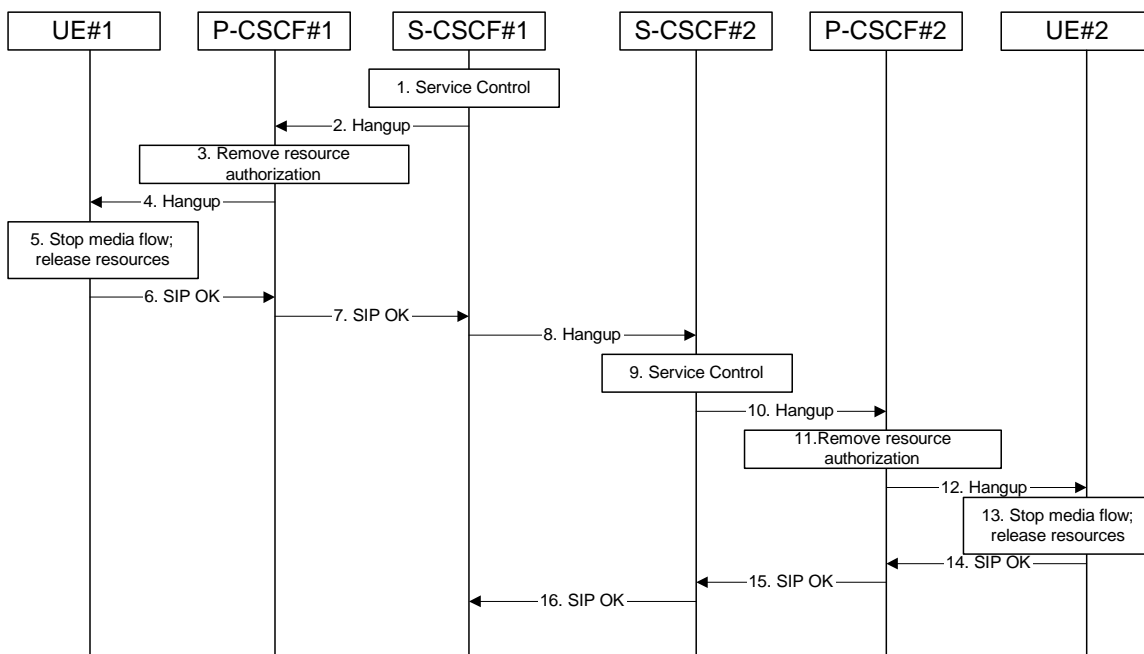 UE#1
P-CSCF#1
S-CSCF#1
S-CSCF#2
P-CSCF#2
UE#2
1. Service Control
2. Hangup
3. Remove resource
authorization
4. Hangup
5. Stop media flow;
release resources
6. SIP OK
7. SIP OK
8. Hangup
9. Service Control
10. Hangup
11.Remove resource
authorization
12. Hangup
13. Stop media flow;
release resources
14. SIP OK
15. SIP OK
16. SIP OK